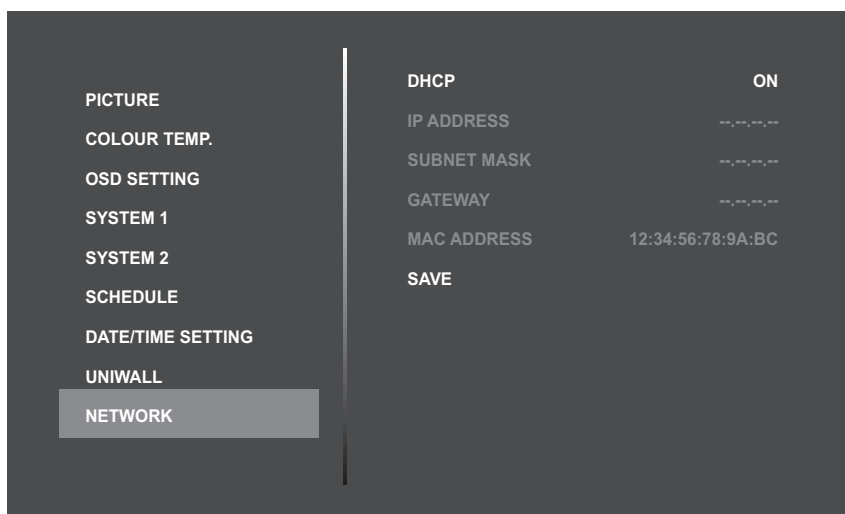 PICTURE
COLOUR TEMP.
OSD SETTING
SYSTEM 1
SYSTEM 2
SCHEDULE
DATE/TIME SETTING
UNIWALL
NETWORK
DHCP ON
IP ADDRESS --.--.--.--
SUBNET MASK --.--.--.--
GATEWAY --.--.--.--
MAC ADDRESS 12:34:56:78:9A:BC
SAVE